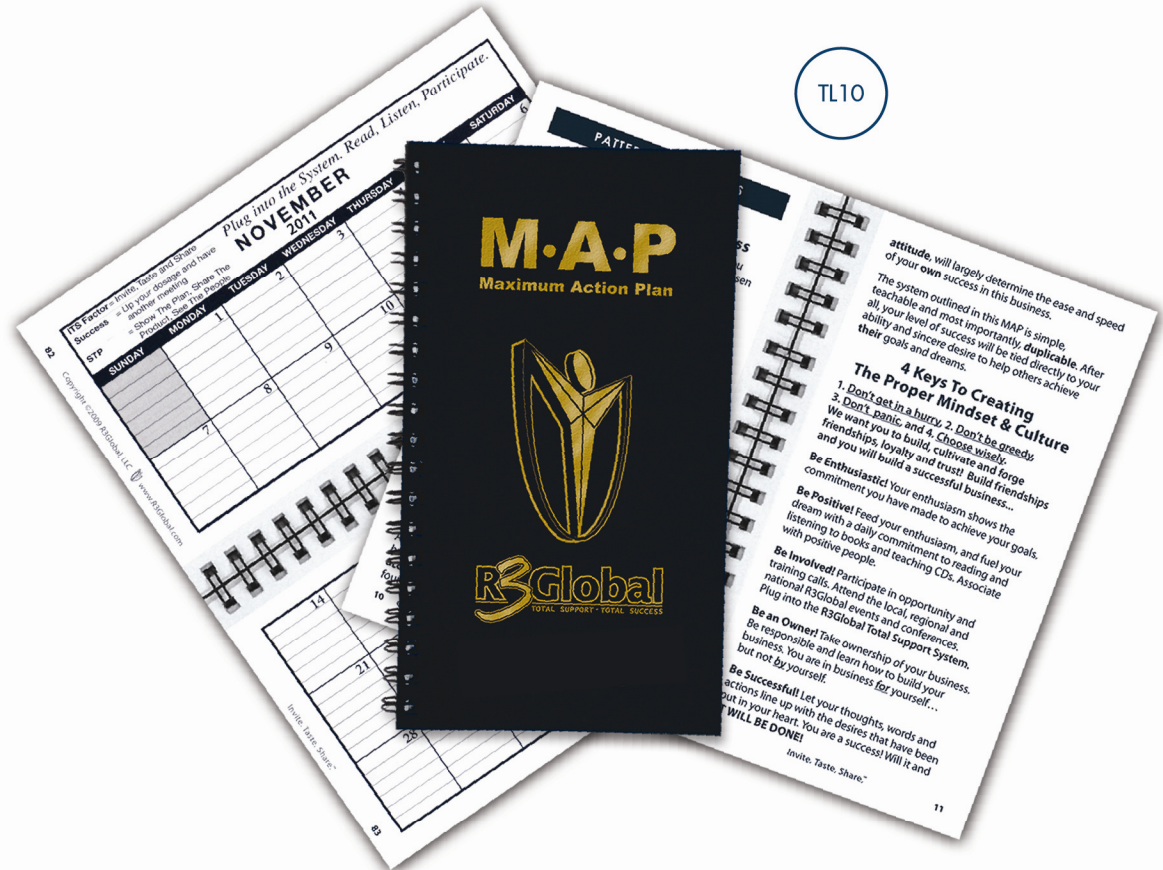 TL10
M·A·P
Maximum Action Plan
R3Global
TOTAL SUPPORT · TOTAL SUCCESS
Plug into the System. Read, Listen, Participate.
NOVEMBER
2011
ITS Factor = Invite, Taste and Share
Success = Up your dosage and have
another meeting
STP = Show The Plan, Share The
Product, See The People
SUNDAY MONDAY TUESDAY WEDNESDAY THURSDAY SATURDAY
1 2 3 6
7 8 9 10
82
Copyright ©2009 R3Global, LLC www.R3Global.com
14
21
28
Invite. Taste. Share.™
83
PATTE
S
ss
u
sen
fou
10
attitude, will largely determine the ease and speed
of your own success in this business.
The system outlined in this MAP is simple,
teachable and most importantly, duplicable. After
all, your level of success will be tied directly to your
ability and sincere desire to help others achieve
their goals and dreams.
4 Keys To Creating
The Proper Mindset & Culture
1. Don't get in a hurry, 2. Don't be greedy,
3. Don't panic, and 4. Choose wisely.
We want you to build, cultivate and forge
friendships, loyalty and trust! Build friendships
and you will build a successful business...
Be Enthusiastic! Your enthusiasm shows the
commitment you have made to achieve your goals.
Be Positive! Feed your enthusiasm, and fuel your
dream with a daily commitment to reading and
listening to books and teaching CDs. Associate
with positive people.
Be Involved! Participate in opportunity and
training calls. Attend the local, regional and
national R3Global events and conferences.
Plug into the R3Global Total Support System.
Be an Owner! Take ownership of your business.
Be responsible and learn how to build your
business. You are in business for yourself...
but not by yourself.
Be Successful! Let your thoughts, words and
actions line up with the desires that have been
out in your heart. You are a success! Will it and
WILL BE DONE!
Invite. Taste. Share.™
11